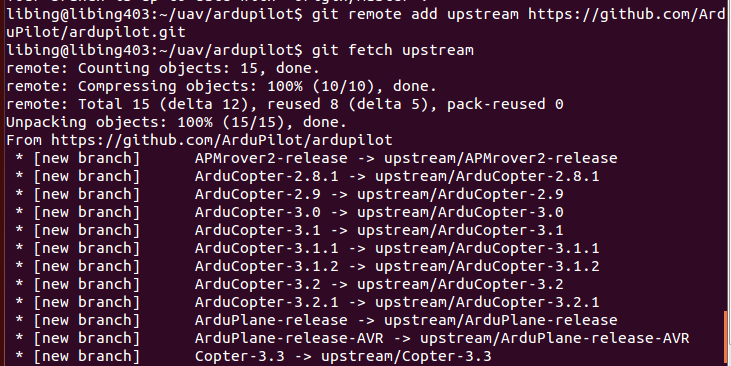 libing@libing403:~/uav/ardupilot$ git remote add upstream https://github.com/Ard
uPilot/ardupilot.git
libing@libing403:~/uav/ardupilot$ git fetch upstream
remote: Counting objects: 15, done.
remote: Compressing objects: 100% (10/10), done.
remote: Total 15 (delta 12), reused 8 (delta 5), pack-reused 0
Unpacking objects: 100% (15/15), done.
From https://github.com/ArduPilot/ardupilot
 * [new branch]      APMrover2-release -> upstream/APMrover2-release
 * [new branch]      ArduCopter-2.8.1 -> upstream/ArduCopter-2.8.1
 * [new branch]      ArduCopter-2.9 -> upstream/ArduCopter-2.9
 * [new branch]      ArduCopter-3.0 -> upstream/ArduCopter-3.0
 * [new branch]      ArduCopter-3.1 -> upstream/ArduCopter-3.1
 * [new branch]      ArduCopter-3.1.1 -> upstream/ArduCopter-3.1.1
 * [new branch]      ArduCopter-3.1.2 -> upstream/ArduCopter-3.1.2
 * [new branch]      ArduCopter-3.2 -> upstream/ArduCopter-3.2
 * [new branch]      ArduCopter-3.2.1 -> upstream/ArduCopter-3.2.1
 * [new branch]      ArduPlane-release -> upstream/ArduPlane-release
 * [new branch]      ArduPlane-release-AVR -> upstream/ArduPlane-release-AVR
 * [new branch]      Copter-3.3 -> upstream/Copter-3.3